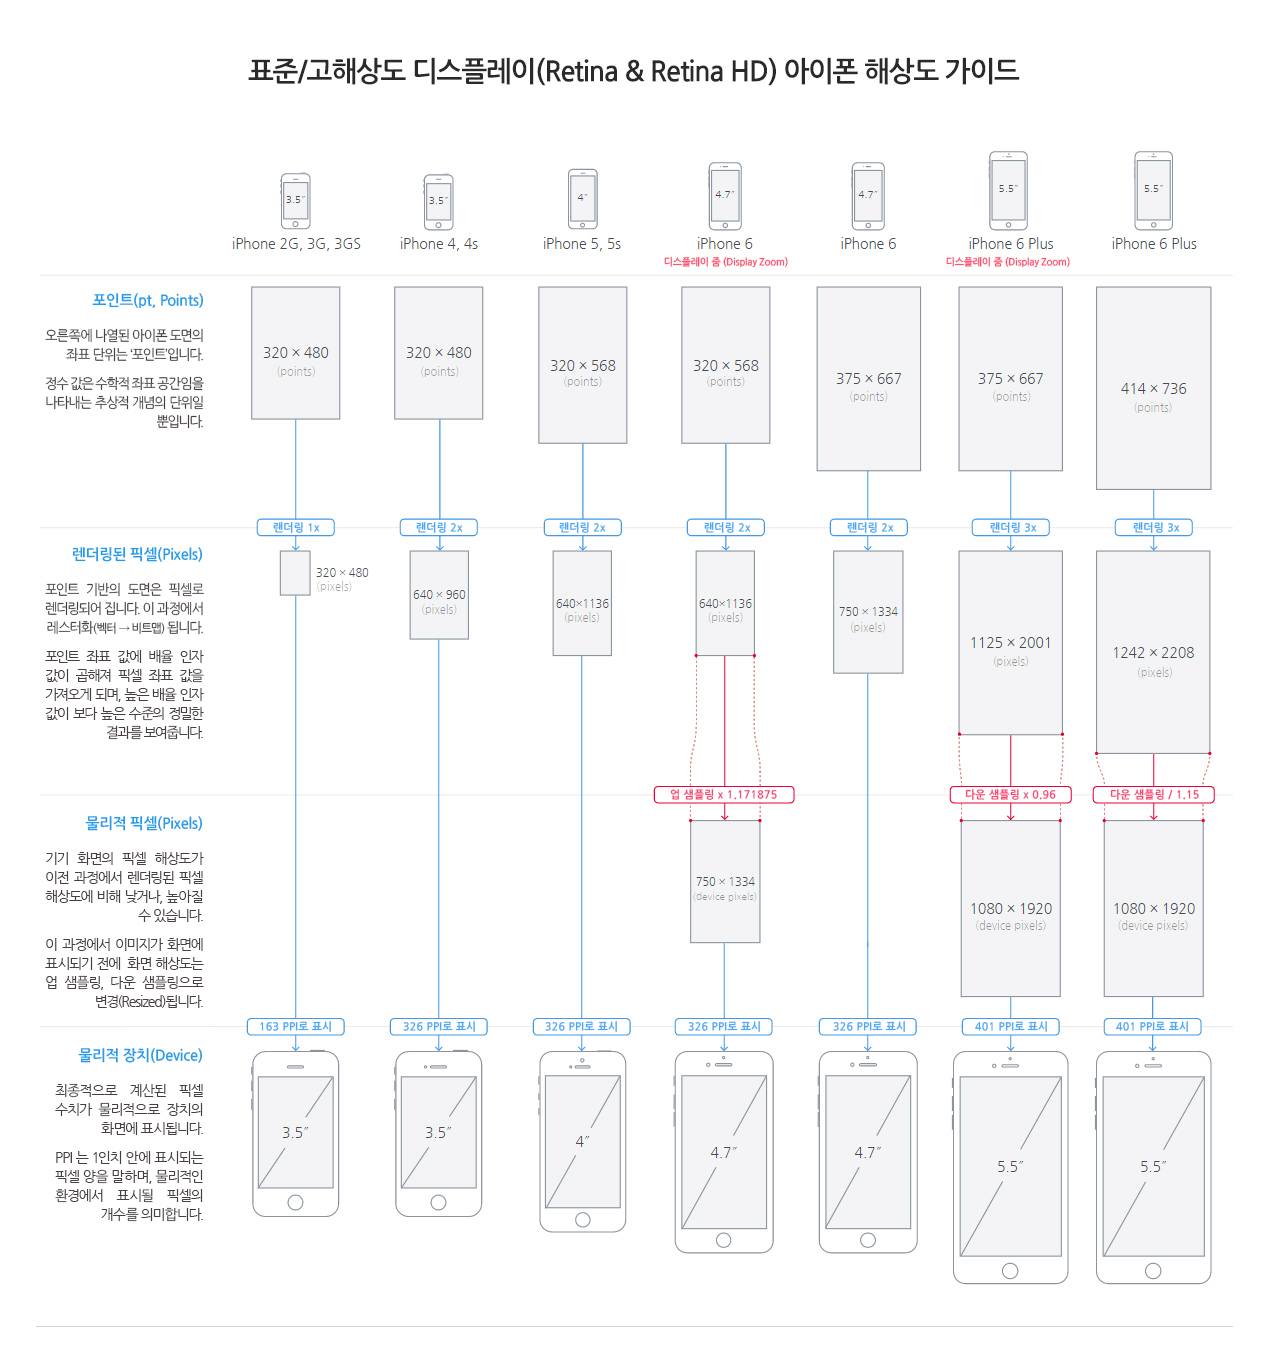 표준/고해상도 디스플레이(Retina & Retina HD) 아이폰 해상도 가이드
3.5″
3.5″
4″
4.7″
4.7″
5.5″
5.5″
iPhone 2G, 3G, 3GS
iPhone 4, 4s
iPhone 5, 5s
iPhone 6
iPhone 6
iPhone 6 Plus
iPhone 6 Plus
디스플레이 줌 (Display Zoom)
디스플레이 줌 (Display Zoom)
포인트(pt, Points)
오른쪽에 나열된 아이폰 도면의
좌표 단위는 '포인트'입니다.
정수 값은 수학적 좌표 공간임을
나타내는 추상적 개념의 단위일
뿐입니다.
320 × 480
(points)
320 × 480
(points)
320 × 568
(points)
320 × 568
(points)
375 × 667
(points)
375 × 667
(points)
414 × 736
(points)
랜더링 1x
랜더링 2x
랜더링 2x
랜더링 2x
랜더링 2x
랜더링 3x
랜더링 3x
렌더링된 픽셀(Pixels)
포인트 기반의 도면은 픽셀로
렌더링되어 집니다. 이 과정에서
레스터화(벡터 → 비트맵) 됩니다.
포인트 좌표 값에 배율 인자
값이 곱해져 픽셀 좌표 값을
가져오게 되며, 높은 배율 인자
값이 보다 높은 수준의 정밀한
결과를 보여줍니다.
320 × 480
(pixels)
640 × 960
(pixels)
640×1136
(pixels)
640×1136
(pixels)
750 × 1334
(pixels)
1125 × 2001
(pixels)
1242 × 2208
(pixels)
업 샘플링 x 1.171875
다운 샘플링 x 0.96
다운 샘플링 / 1.15
물리적 픽셀(Pixels)
기기 화면의 픽셀 해상도가
이전 과정에서 렌더링된 픽셀
해상도에 비해 낮거나, 높아질
수 있습니다.
이 과정에서 이미지가 화면에
표시되기 전에 화면 해상도는
업 샘플링, 다운 샘플링으로
변경(Resized)됩니다.
750 × 1334
(device pixels)
1080 × 1920
(device pixels)
1080 × 1920
(device pixels)
163 PPI로 표시
326 PPI로 표시
326 PPI로 표시
326 PPI로 표시
326 PPI로 표시
401 PPI로 표시
401 PPI로 표시
물리적 장치(Device)
최종적으로 계산된 픽셀
수치가 물리적으로 장치의
화면에 표시됩니다.
PPI 는 1인치 안에 표시되는
픽셀 양을 말하며, 물리적인
환경에서 표시될 픽셀의
개수를 의미합니다.
3.5″
3.5″
4″
4.7″
4.7″
5.5″
5.5″